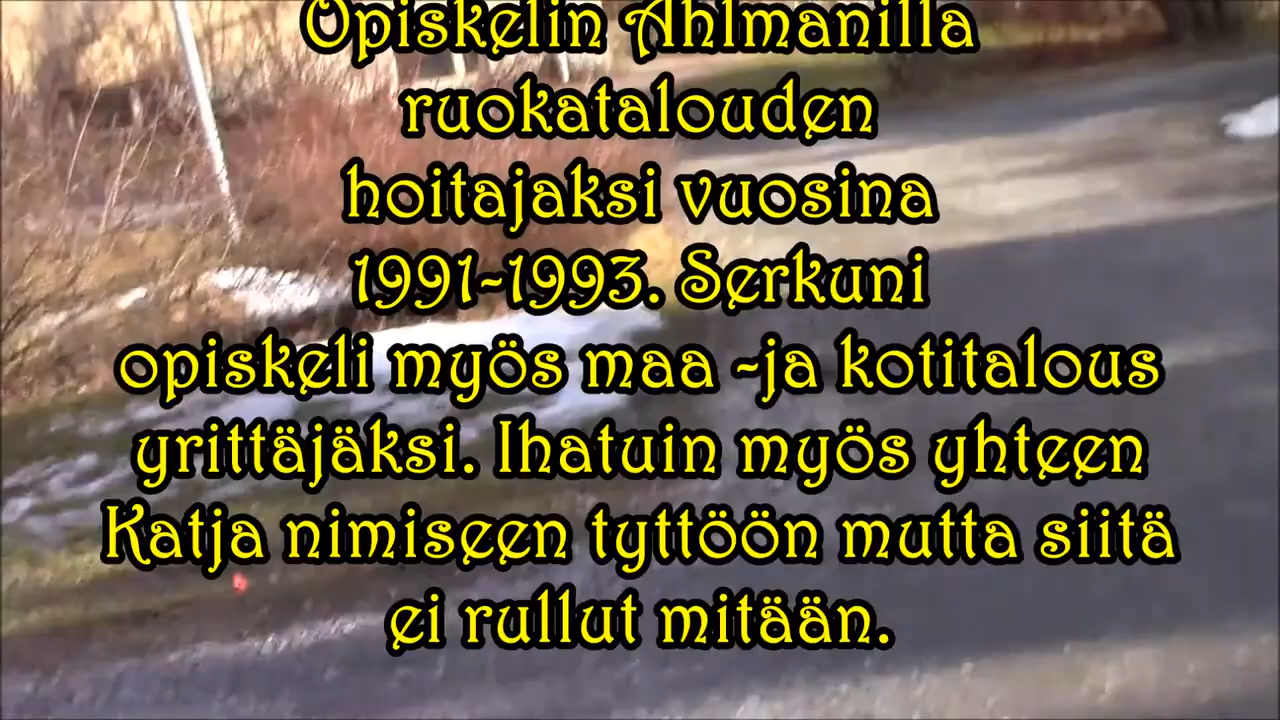 Opiskelin Ahlmanilla
ruokatalouden
hoitajaksi vuosina
1991-1993. Serkuni
opiskeli myös maa -ja kotitalous
yrittäjäksi. Ihatuin myös yhteen
Katja nimiseen tyttöön mutta siitä
ei rullut mitään.